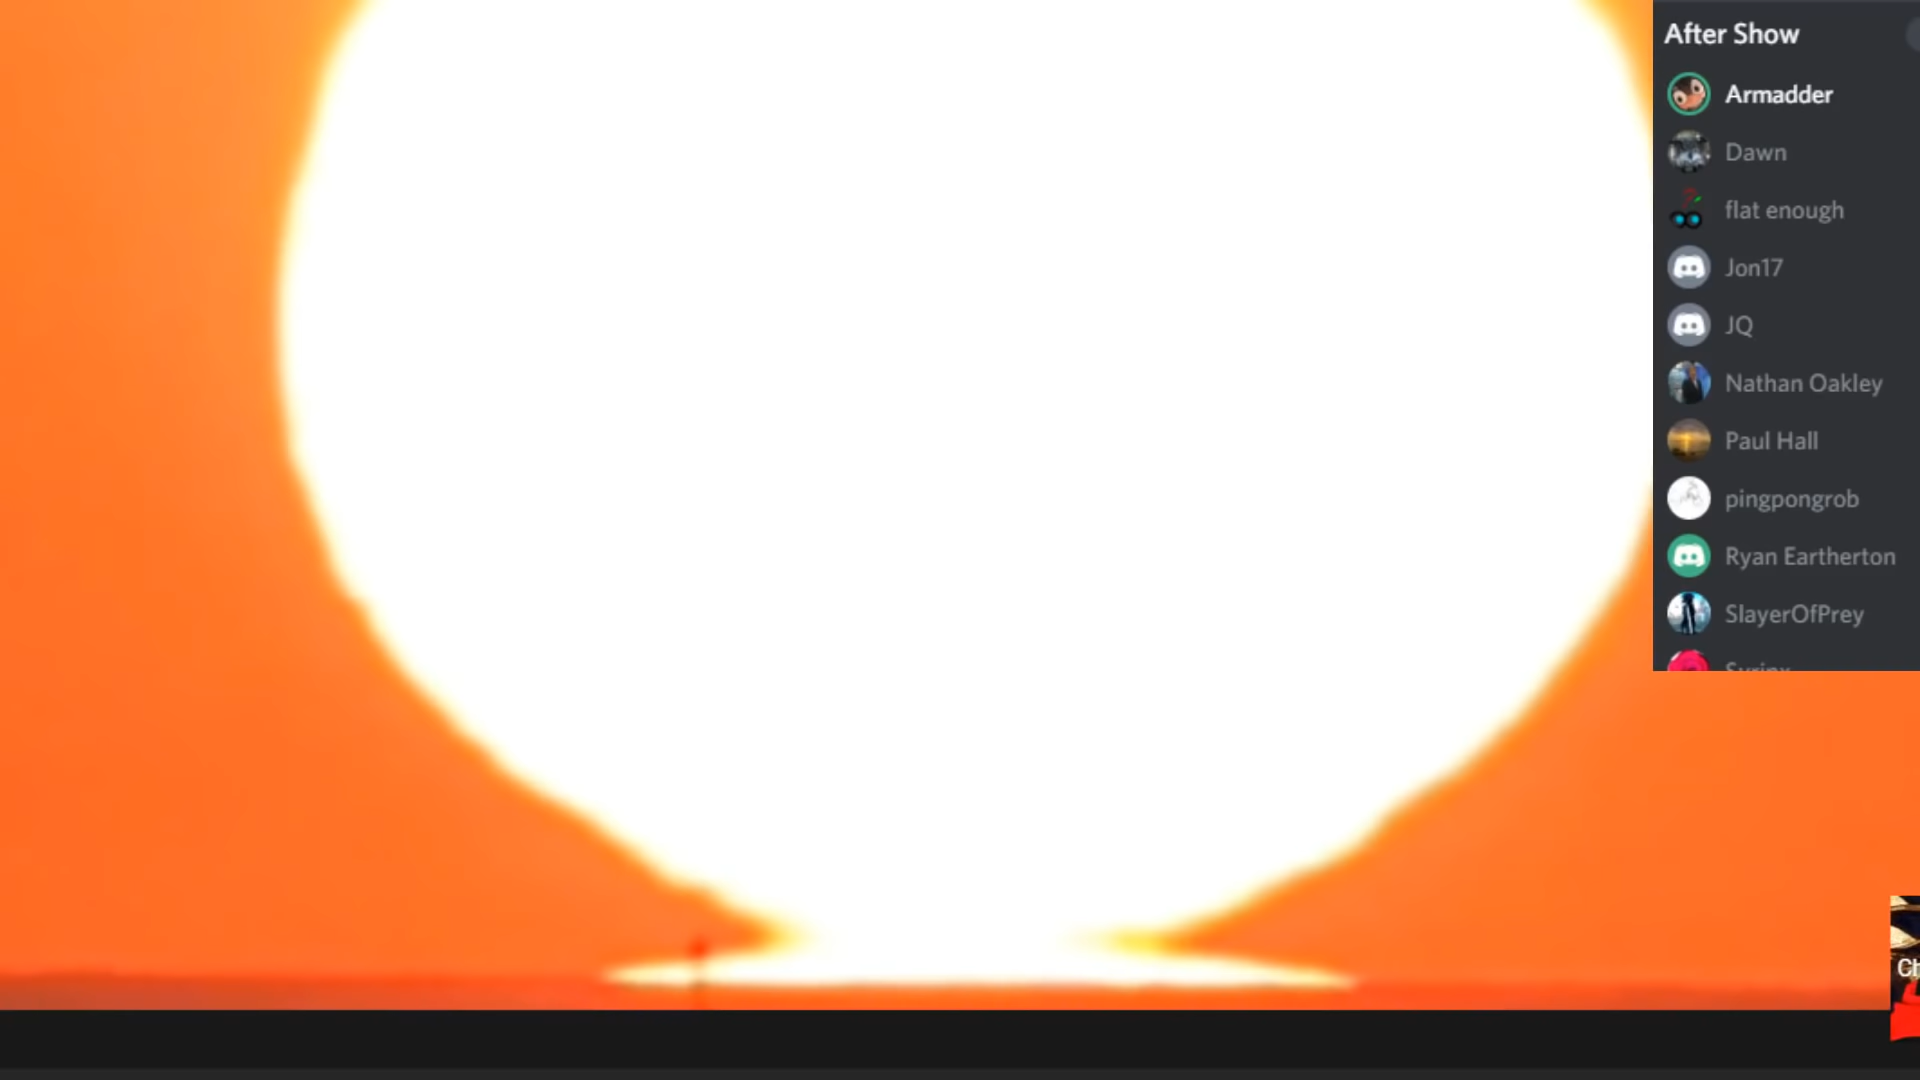 After Show
Armadder
Dawn
flat enough
Jon17
JQ
Nathan Oakley
Paul Hall
pingpongrob
Ryan Eartherton
SlayerOfPrey